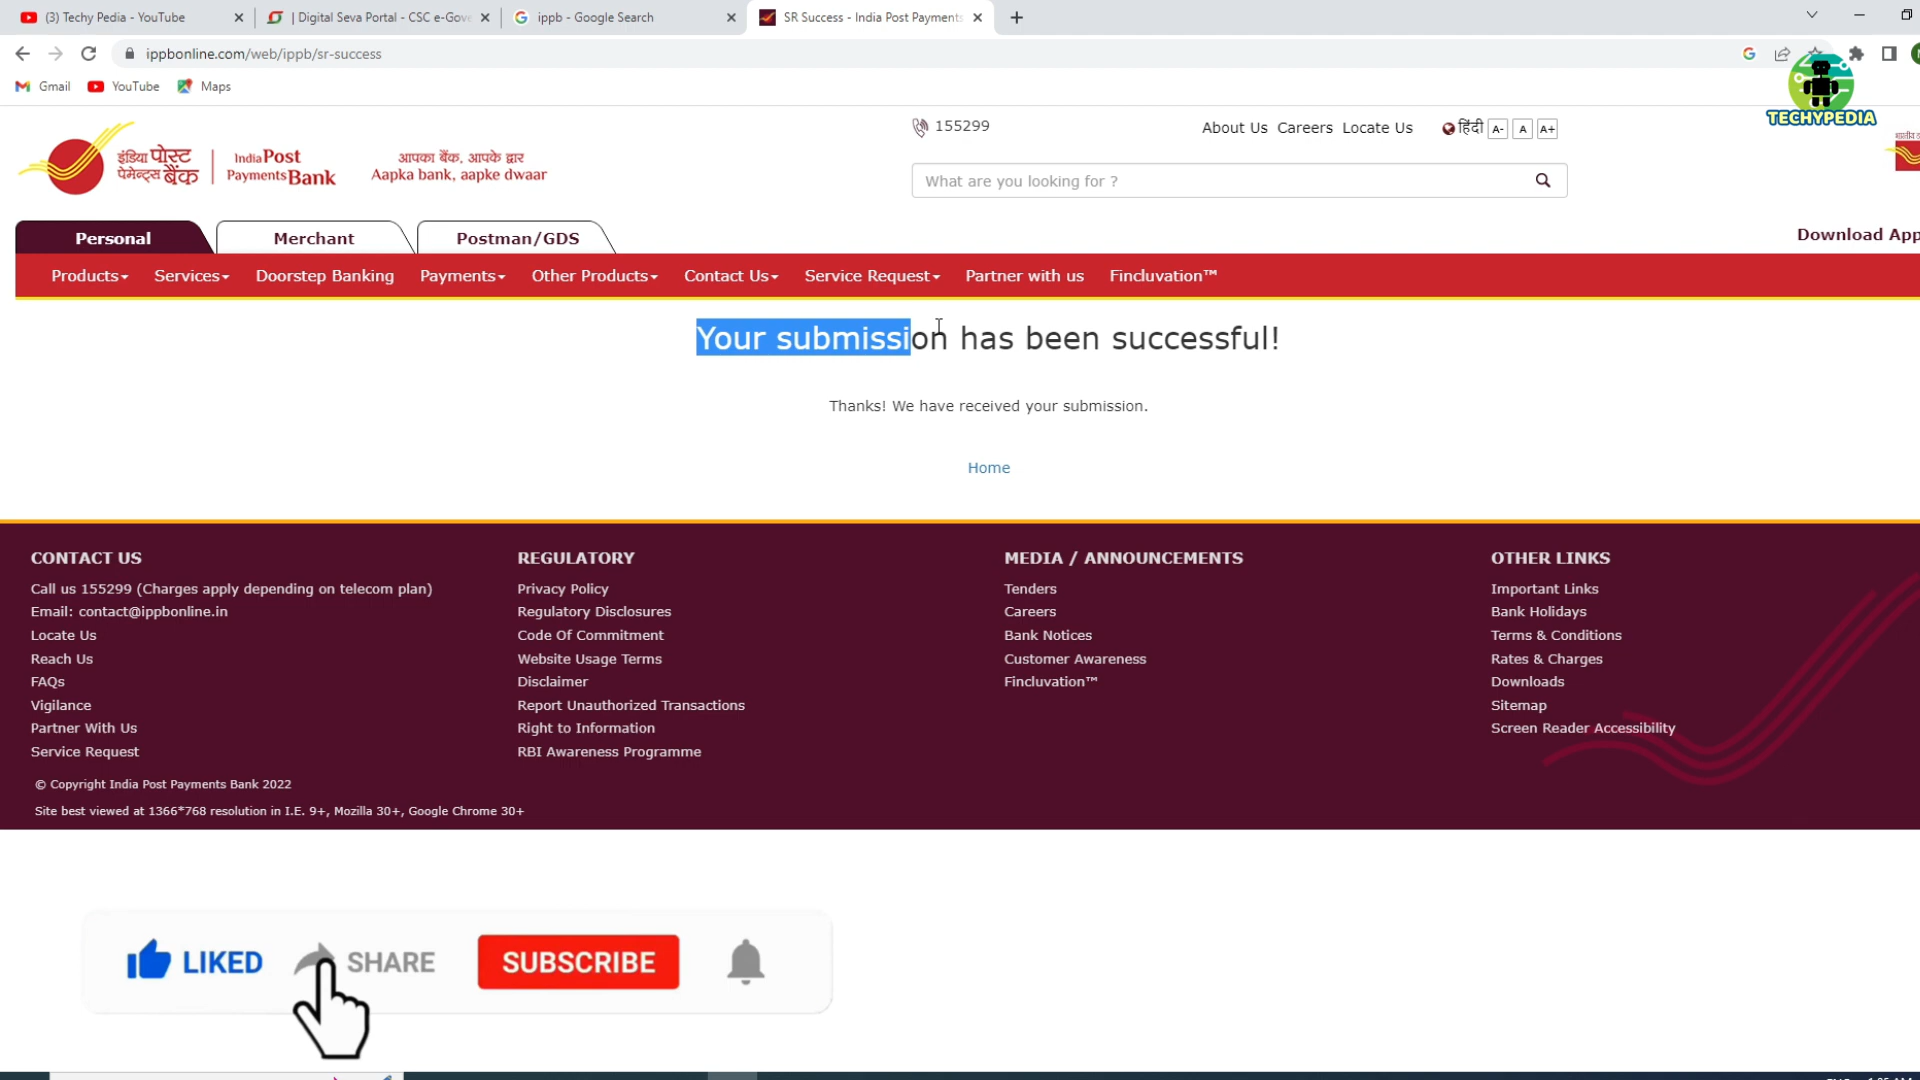 (3) Techy Pedia - YouTube
| Digital Seva Portal - CSC e-Gove
ippb - Google Search
SR Success - India Post Payments
ippbonline.com/web/ippb/sr-success
Gmail
YouTube
Maps
TECHYPEDIA
इंडिया पोस्ट
पेमेन्ट्स बैंक
India Post
Payments Bank
आपका बैंक, आपके द्वार
Aapka bank, aapke dwaar
155299
About Us Careers Locate Us
हिंदी A- A A+
What are you looking for ?
Personal
Merchant
Postman/GDS
Download App
Products
Services
Doorstep Banking
Payments
Other Products
Contact Us
Service Request
Partner with us
Fincluvation™
Your submission has been successful!
Thanks! We have received your submission.
Home
CONTACT US
Call us 155299 (Charges apply depending on telecom plan)
Email: contact@ippbonline.in
Locate Us
Reach Us
FAQs
Vigilance
Partner With Us
Service Request
REGULATORY
Privacy Policy
Regulatory Disclosures
Code Of Commitment
Website Usage Terms
Disclaimer
Report Unauthorized Transactions
Right to Information
RBI Awareness Programme
MEDIA / ANNOUNCEMENTS
Tenders
Careers
Bank Notices
Customer Awareness
Fincluvation™
OTHER LINKS
Important Links
Bank Holidays
Terms & Conditions
Rates & Charges
Downloads
Sitemap
Screen Reader Accessibility
© Copyright India Post Payments Bank 2022
Site best viewed at 1366*768 resolution in I.E. 9+, Mozilla 30+, Google Chrome 30+
LIKED
SHARE
SUBSCRIBE